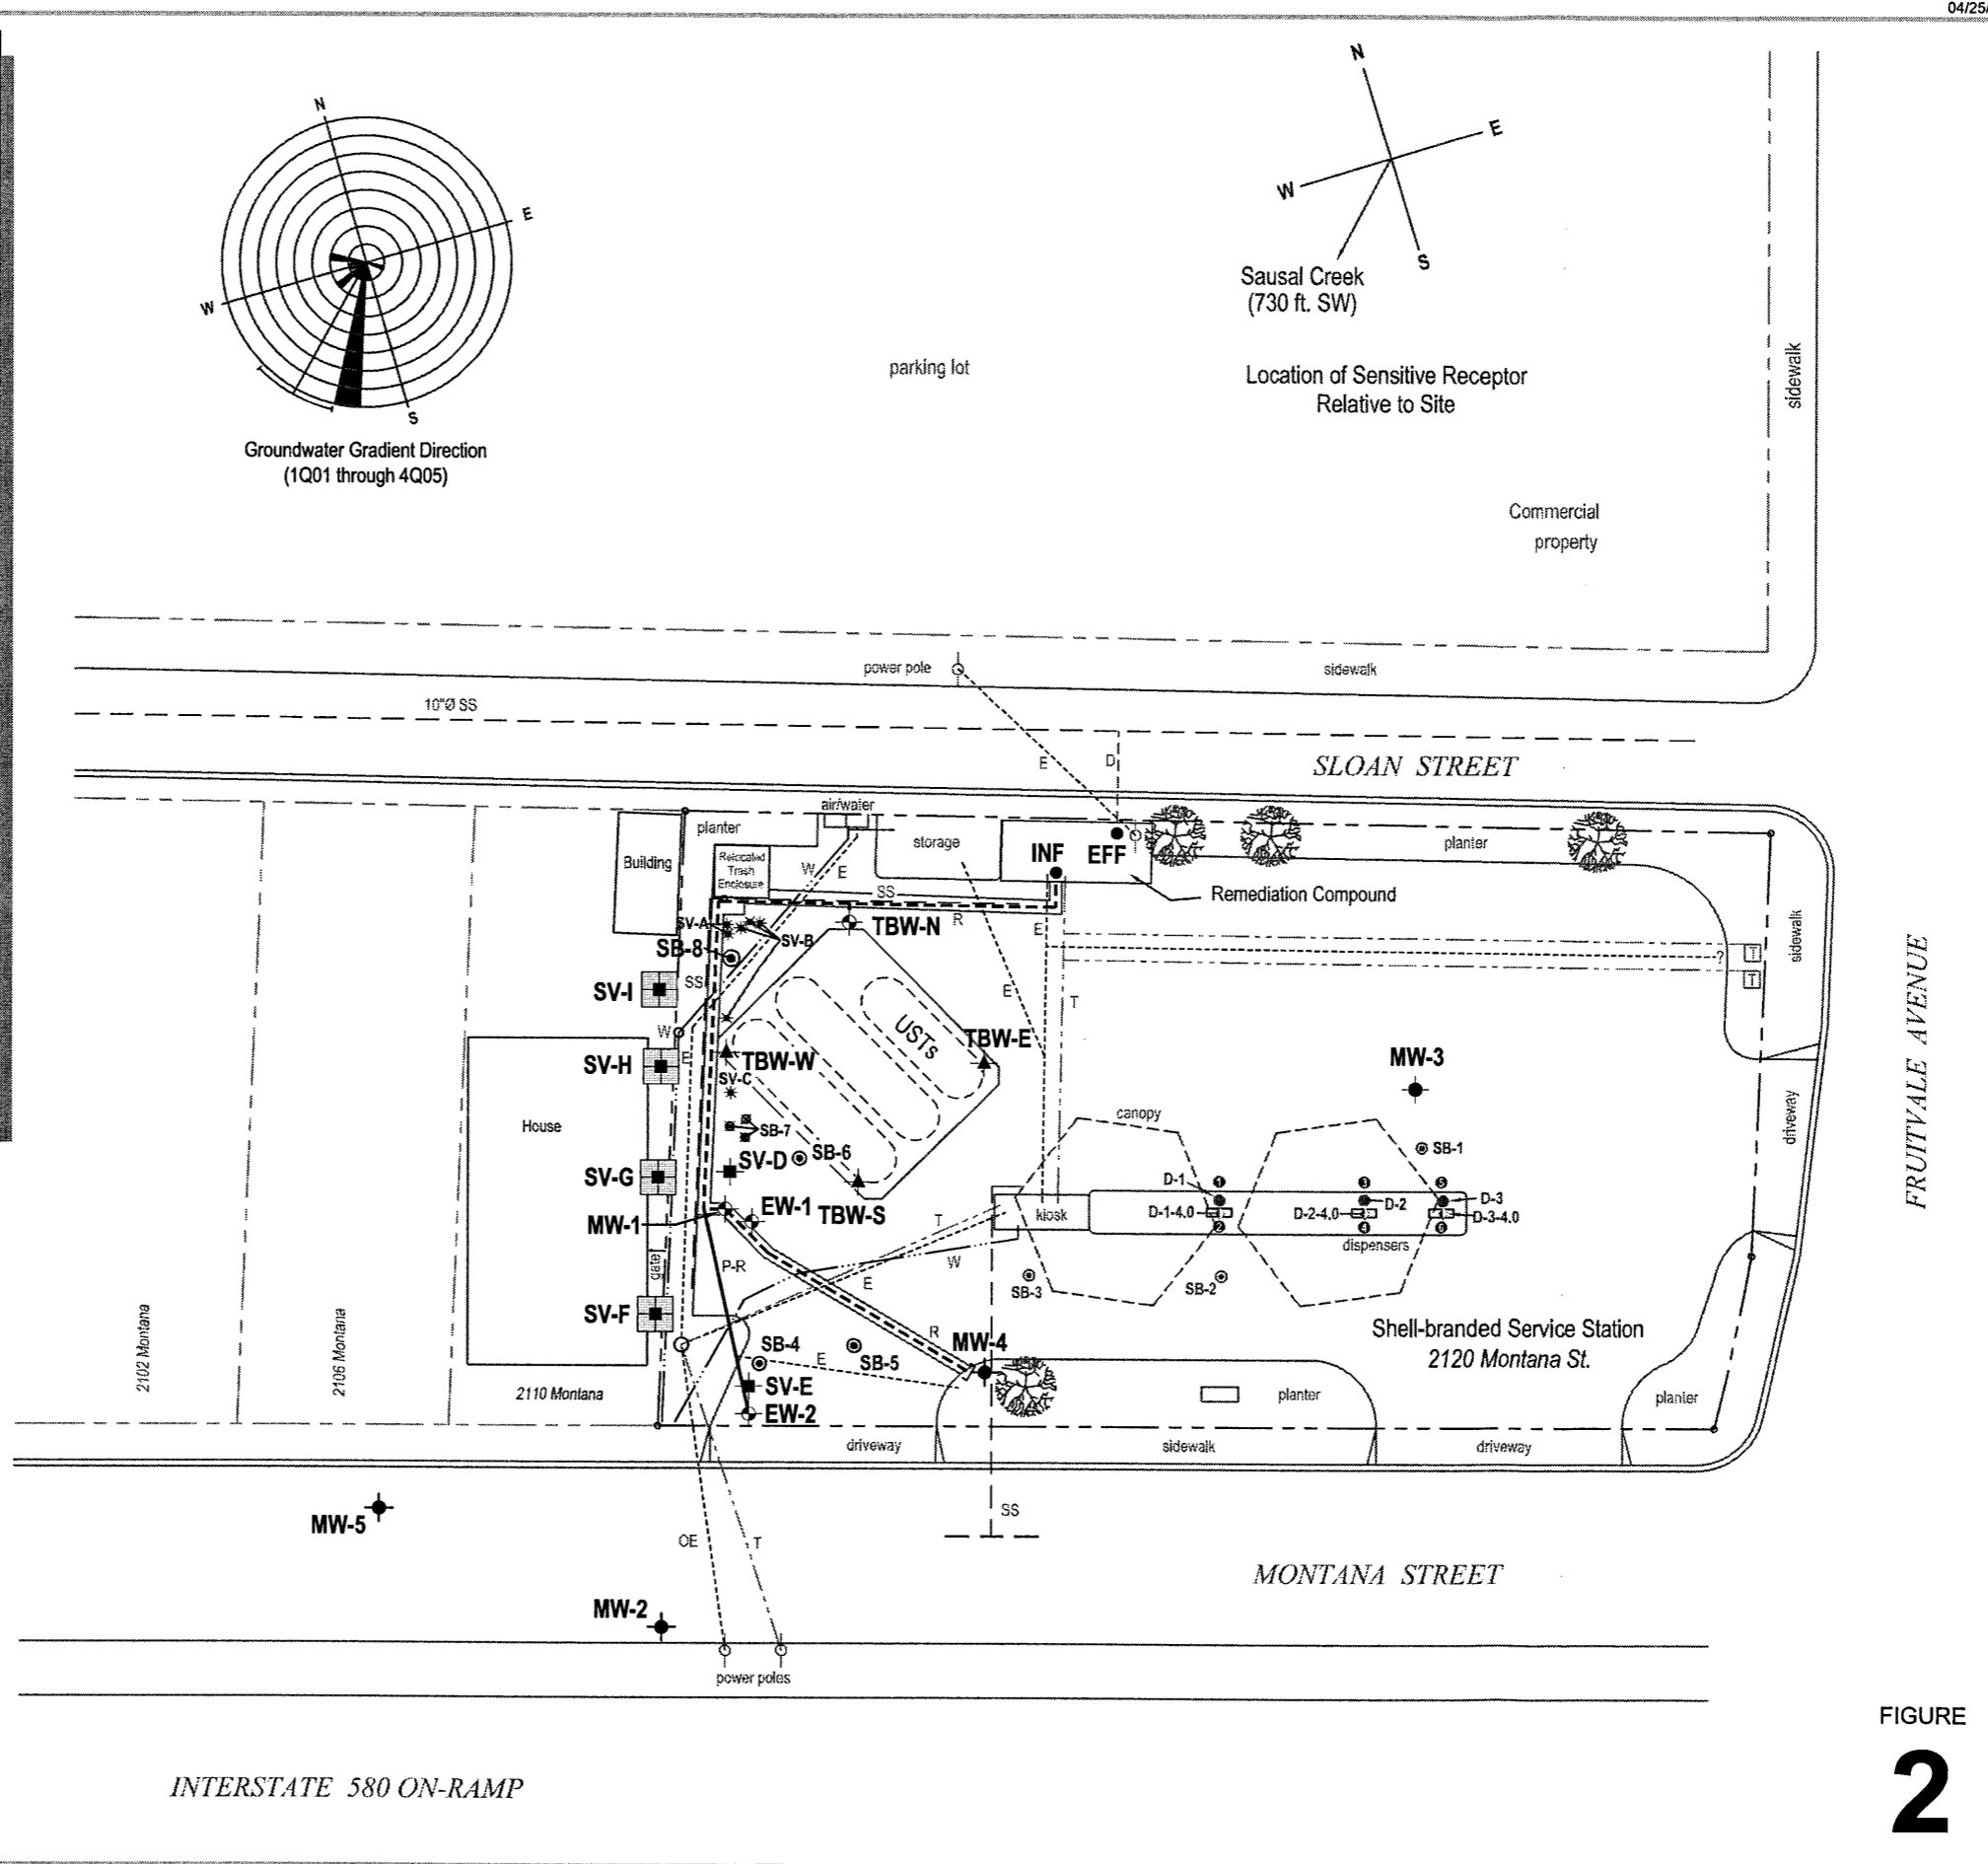 04/25/
N
E
S
W
Groundwater Gradient Direction
(1Q01 through 4Q05)
N
E
W
S
Sausal Creek
(730 ft. SW)
Location of Sensitive Receptor
Relative to Site
parking lot
sidewalk
Commercial
property
power pole
sidewalk
10"Ø SS
SLOAN STREET
E
D
air/water
planter
storage
Building
Relocated
Trash
Enclosure
W
E
INF
EFF
planter
Remediation Compound
SS
R
SV-A
SV-B
TBW-N
SB-8
E
sidewalk
?
T
T
SV-I
SS
E
T
USTs
W
TBW-E
SV-H
E
TBW-W
SV-C
MW-3
FRUITVALE AVENUE
driveway
House
SB-7
canopy
SB-1
SV-D
SB-6
SV-G
D-1
1
3
5
D-3
D-2
EW-1
TBW-S
kiosk
D-1-4.0
D-2-4.0
D-3-4.0
MW-1
T
2
4
6
dispensers
gate
P-R
W
E
SB-3
SB-2
SV-F
2102 Montana
2106 Montana
R
MW-4
Shell-branded Service Station
2120 Montana St.
SB-4
E
SB-5
SV-E
2110 Montana
EW-2
planter
planter
driveway
sidewalk
driveway
MW-5
SS
OE
T
MONTANA STREET
MW-2
power poles
FIGURE
2
INTERSTATE 580 ON-RAMP